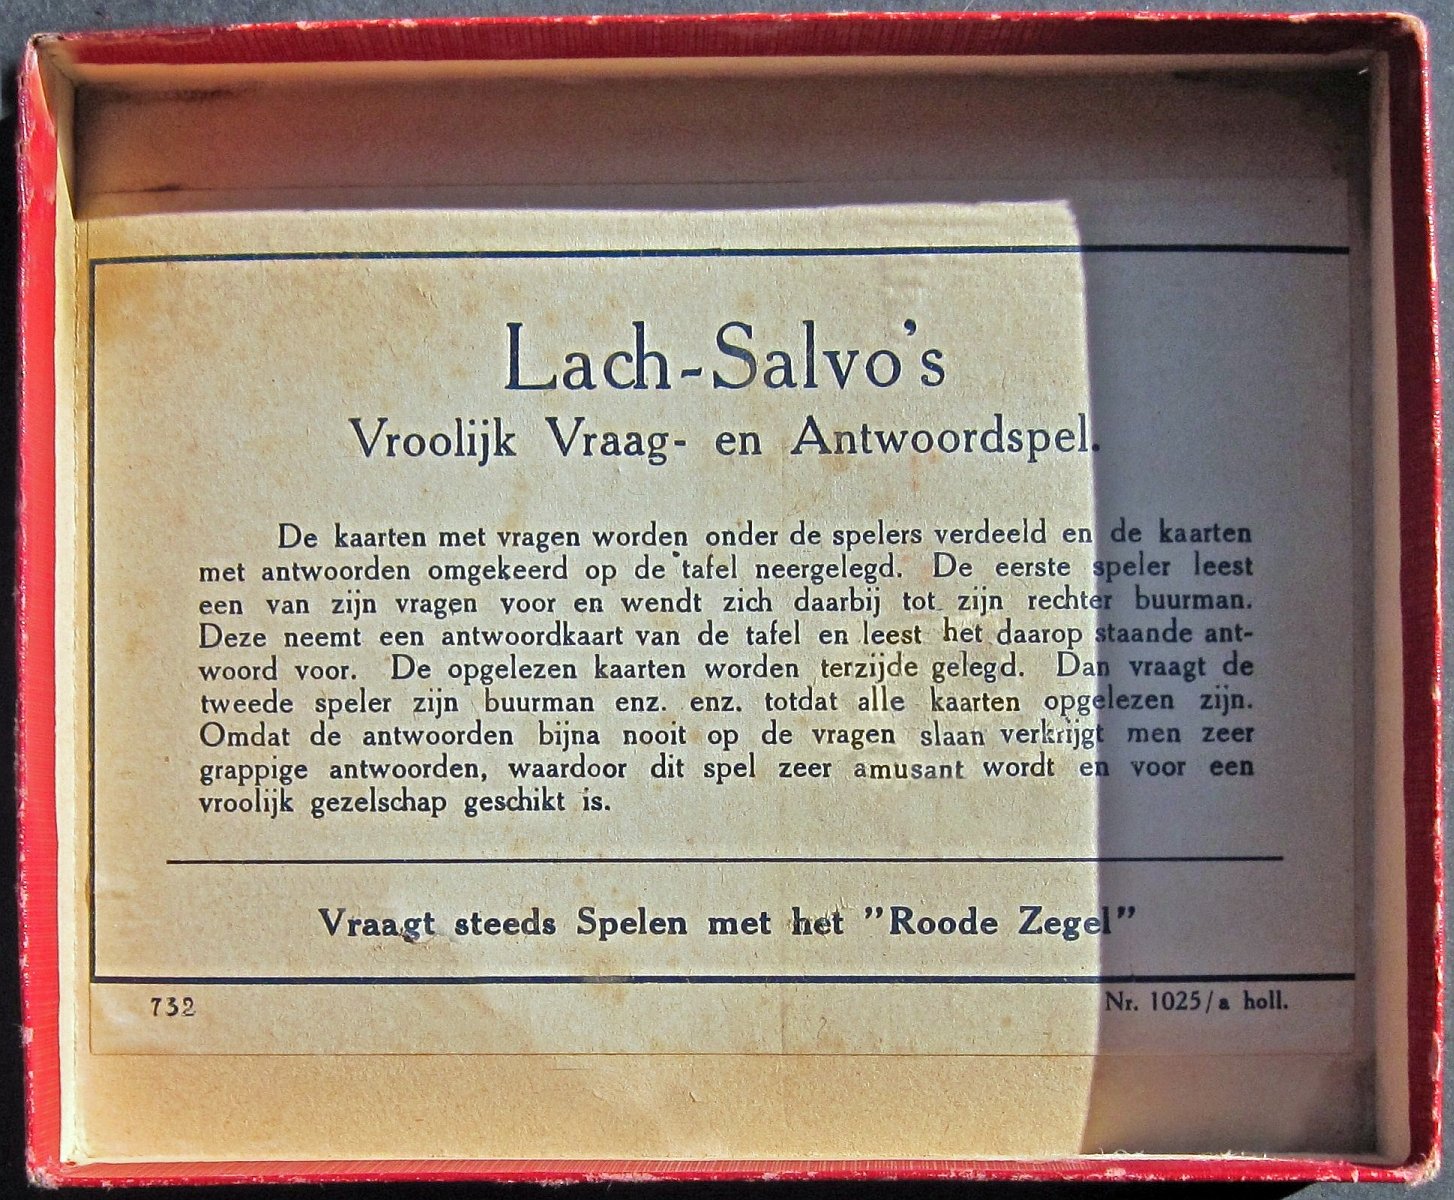 Lach-Salvo's
Vroolijk Vraag- en Antwoordspel.
De kaarten met vragen worden onder de spelers verdeeld en de kaarten
met antwoorden omgekeerd op de tafel neergelegd. De eerste speler leest
een van zijn vragen voor en wendt zich daarbij tot zijn rechter buurman.
Deze neemt een antwoordkaart van de tafel en leest het daarop staande ant-
woord voor. De opgelezen kaarten worden terzijde gelegd. Dan vraagt de
tweede speler zijn buurman enz. enz. totdat alle kaarten opgelezen zijn.
Omdat de antwoorden bijna nooit op de vragen slaan verkrijgt men zeer
grappige antwoorden, waardoor dit spel zeer amusant wordt en voor een
vroolijk gezelschap geschikt is.
Vraagt steeds Spelen met het "Roode Zegel"
732
Nr. 1025/a holl.